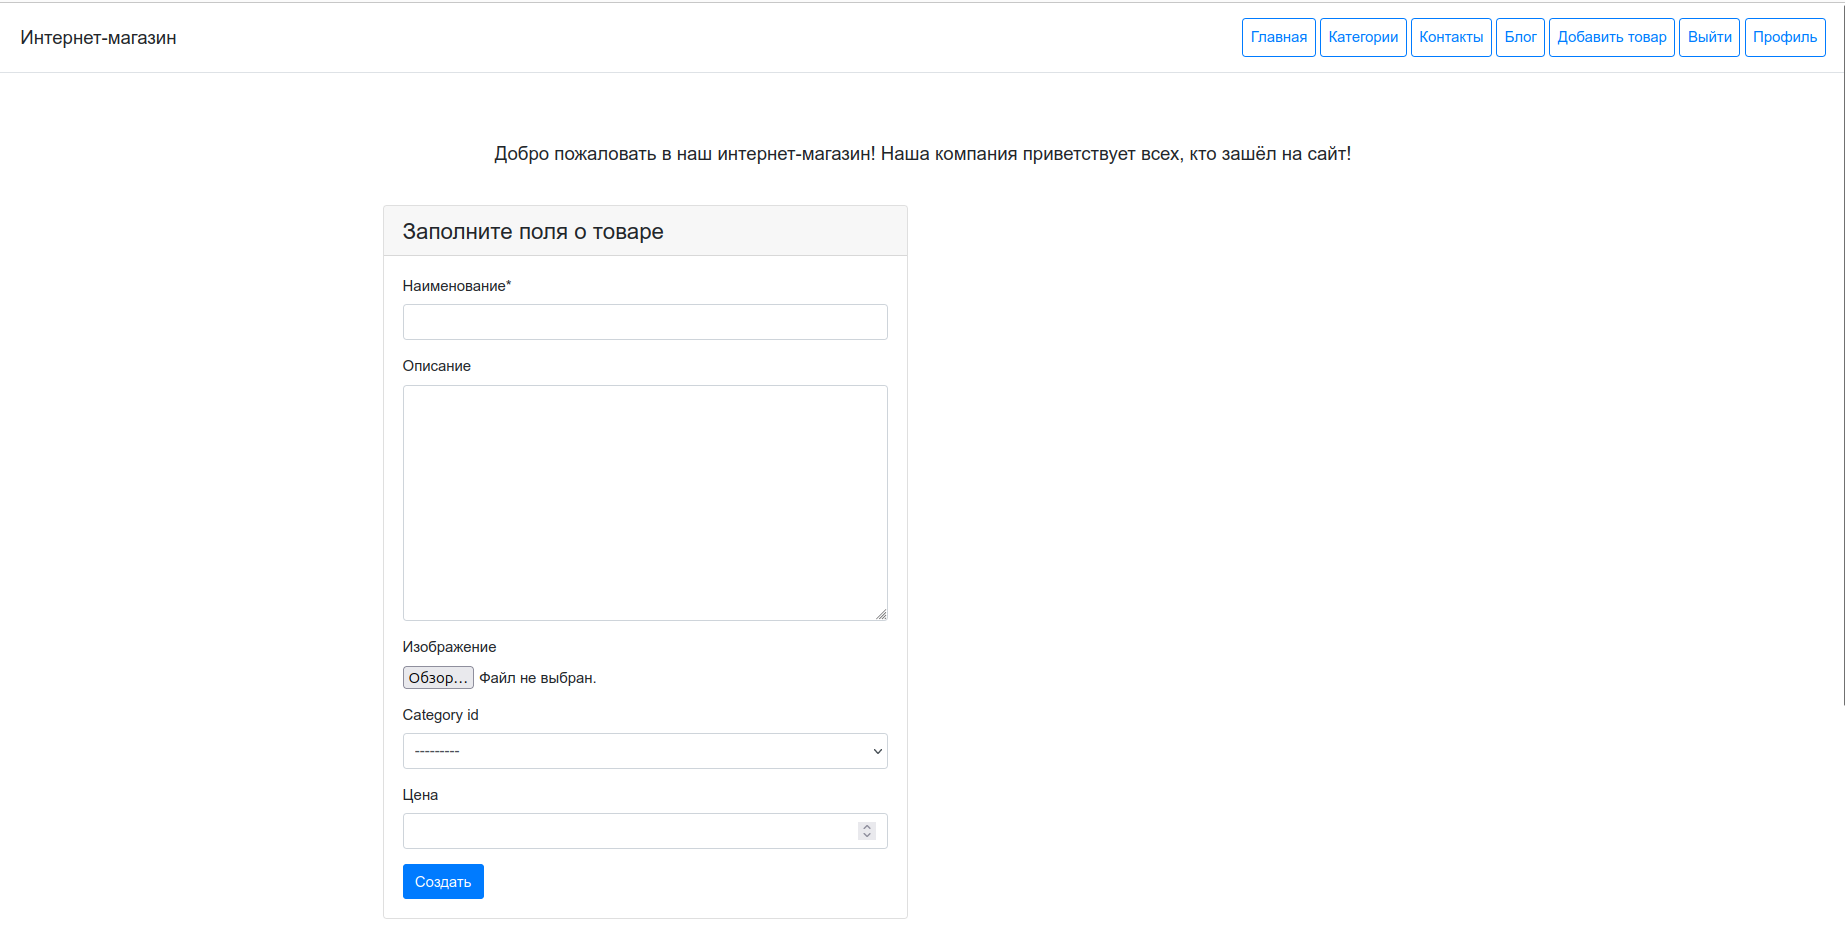 Интернет-магазин
Главная Категории Контакты Блог Добавить товар Выйти Профиль
Добро пожаловать в наш интернет-магазин! Наша компания приветствует всех, кто зашёл на сайт!
Заполните поля о товаре
Наименование*
Описание
Изображение
Обзор... Файл не выбран.
Category id
---------
Цена
Создать